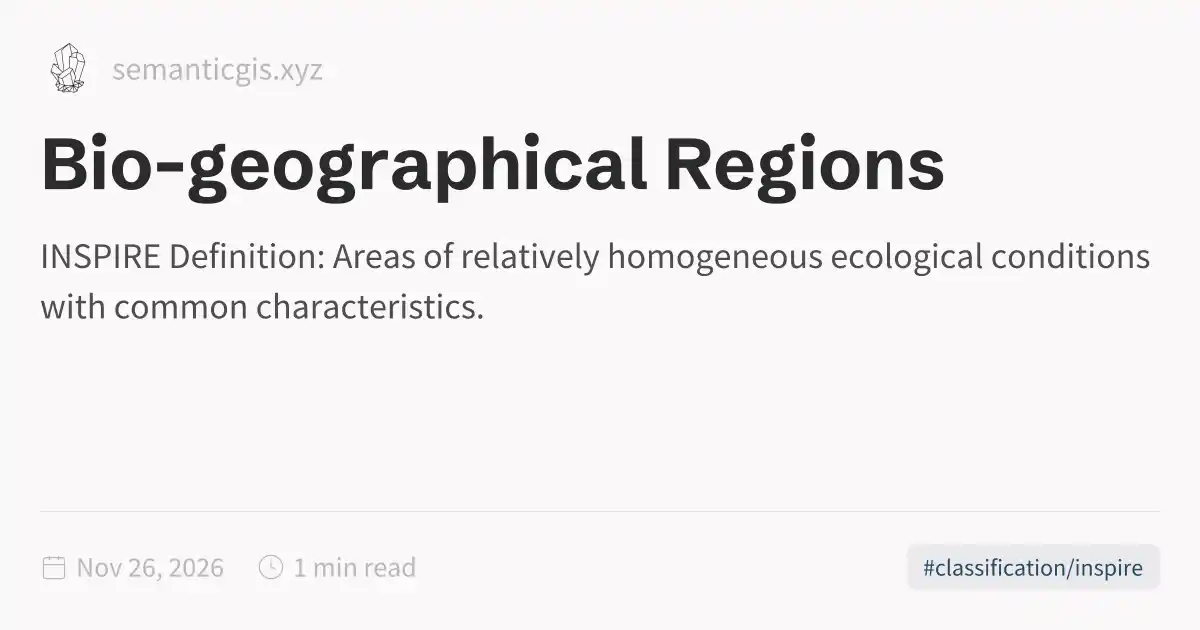 semanticgis.xyz
Bio-geographical Regions
INSPIRE Definition: Areas of relatively homogeneous ecological conditions
with common characteristics.
Nov 26, 2026 1 min read #classification/inspire